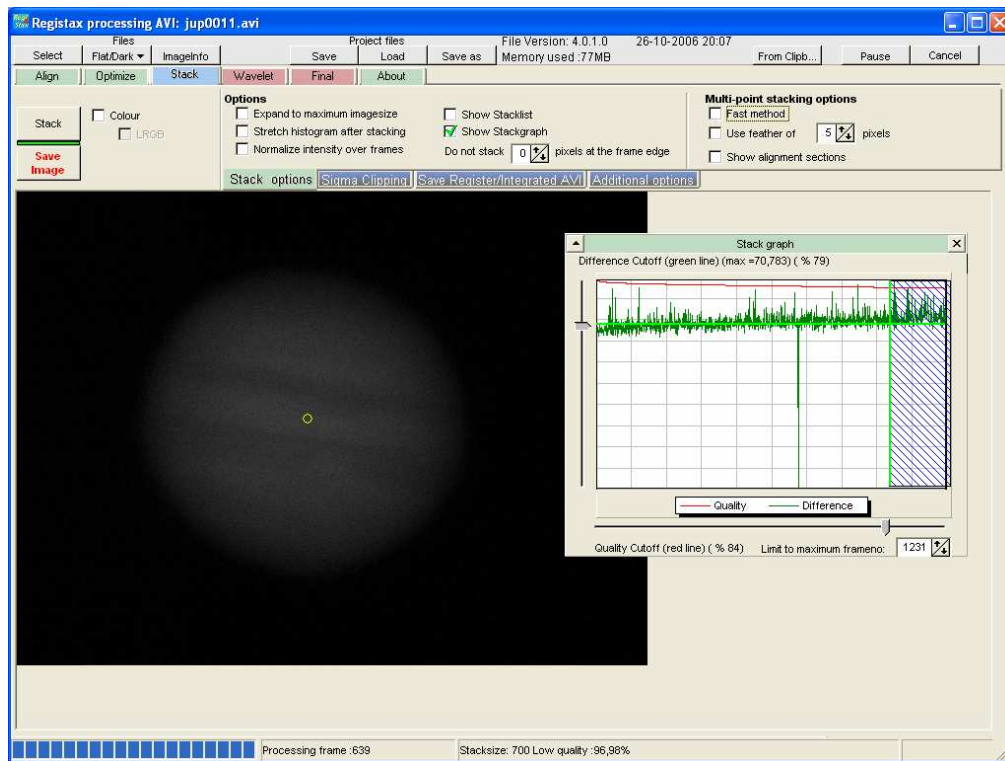 Registax processing AVI: jup0011.avi
Files
Project files
File Version: 4.0.1.0 26-10-2006 20:07
Select Flat/Dark ImageInfo Save Load Save as Memory used :77MB From Clipb... Pause Cancel
Align Optimize Stack Wavelet Final About
Stack
Save Image
Colour
LRGB
Options
Expand to maximum imagesize
Stretch histogram after stacking
Normalize intensity over frames
Show Stacklist
Show Stackgraph
Do not stack 0 pixels at the frame edge
Multi-point stacking options
Fast method
Use feather of 5 pixels
Show alignment sections
Stack options Sigma Clipping Save Register/Integrated AVI Additional options
Stack graph
Difference Cutoff (green line) (max =70,783) ( % 79)
Quality Difference
Quality Cutoff (red line) ( % 84) Limit to maximum frameno: 1231
Processing frame :639 Stacksize: 700 Low quality :96,98%